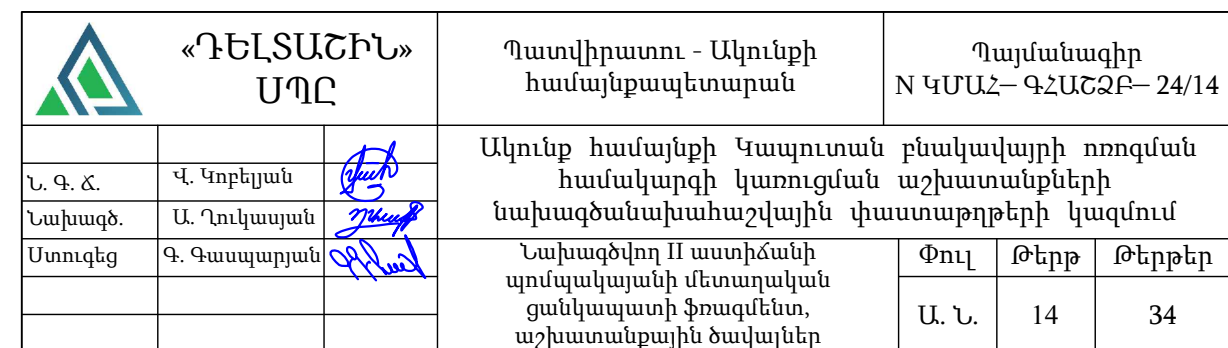 «ԴԵԼՏԱՇԻՆ»
ՍՊԸ
Պատվիրատու - Ակունքի
համայնքապետարան
Պայմանագիր
N ԿՄԱՀ— ԳՀԱՇՁԲ— 24/14
Ակունք համայնքի Կապուտան բնակավայրի ոռոգման
համակարգի կառուցման աշխատանքների
նախագծանախահաշվային փաստաթղթերի կազմում
Ն. Գ. Ճ.
Վ. Կորելյան
Նախագծ.
Ա. Ղուկասյան
Ստուգեց
Գ. Գասպարյան
Նախագծվող II աստիճանի
պոմպակայանի մետաղական
ցանկապատի ֆռագմենտ,
աշխատանքային ծավալներ
Փուլ
Թերթ
Թերթեր
Ա. Ն.
14
34